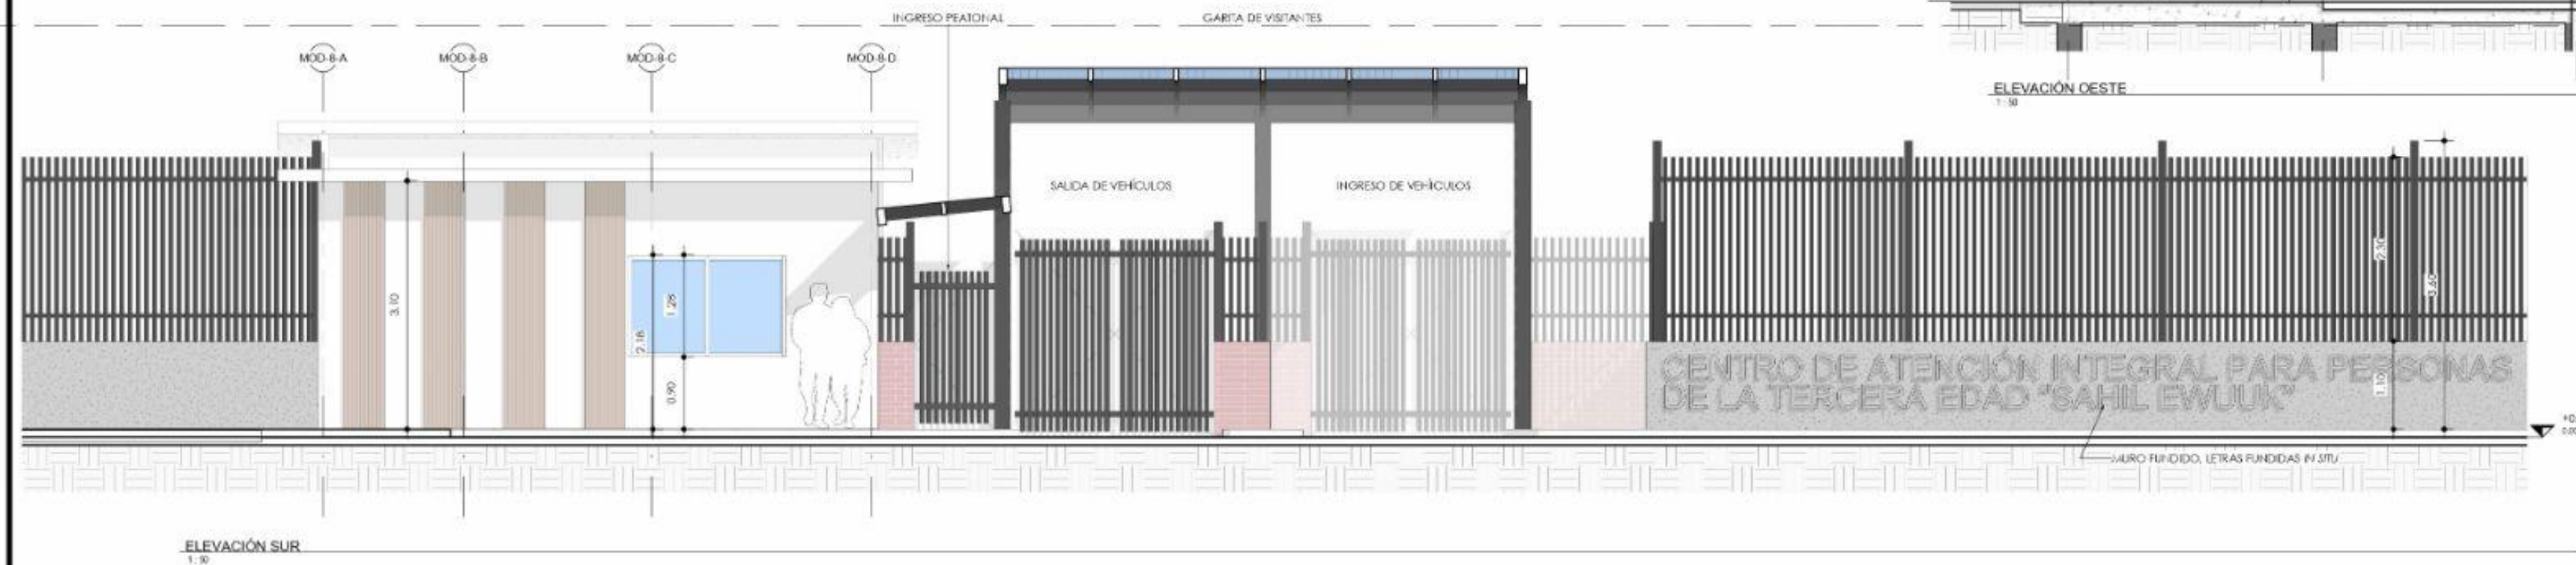 INGRESO PEATONAL
GARITA DE VISITANTES
MOD-8-A
MOD-8-B
MOD-8-C
MOD-8-D
ELEVACIÓN OESTE
1 : 50
SALIDA DE VEHÍCULOS
INGRESO DE VEHÍCULOS
3.10
2.18
1.28
0.90
2.30
3.60
1.10
CENTRO DE ATENCIÓN INTEGRAL PARA PERSONAS
DE LA TERCERA EDAD "SAHIL EWUUK"
MURO FUNDIDO, LETRAS FUNDIDAS IN SITU
ELEVACIÓN SUR
1 : 50